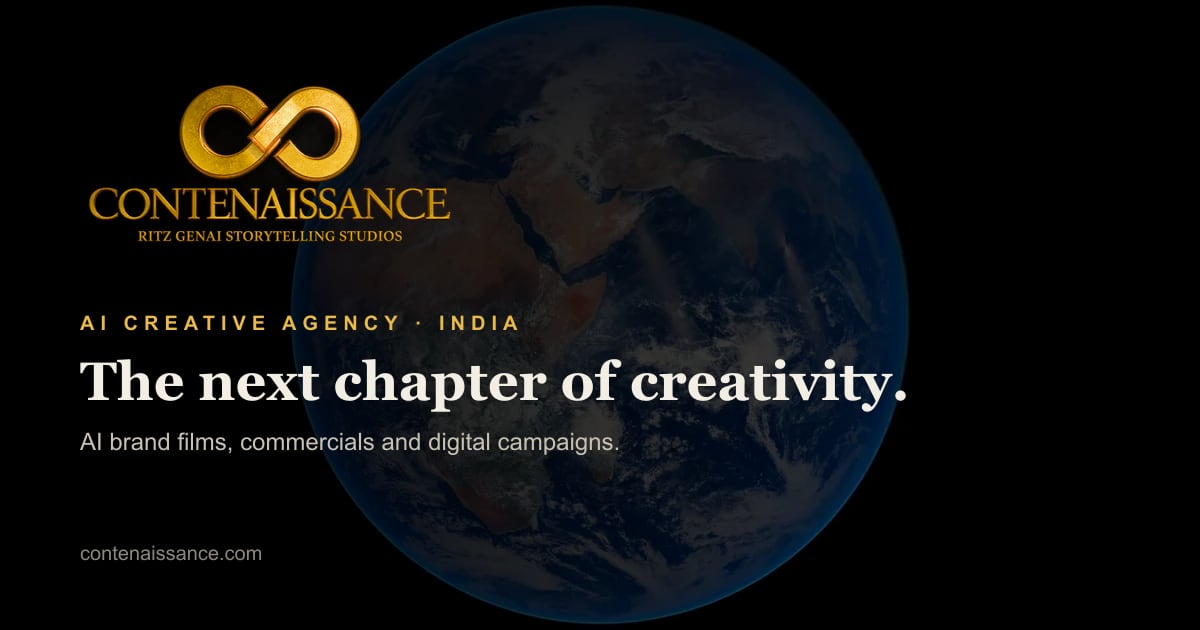 CONTENAISSANCE
RITZ GENAI STORYTELLING STUDIOS
AI CREATIVE AGENCY · INDIA
The next chapter of creativity.
AI brand films, commercials and digital campaigns.
contenaissance.com